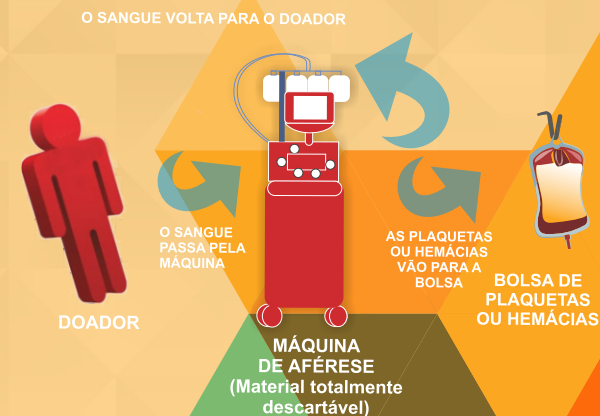 O SANGUE VOLTA PARA O DOADOR
O SANGUE
PASSA PELA
MÁQUINA
AS PLAQUETAS
OU HEMÁCIAS
VÃO PARA A
BOLSA
BOLSA DE
PLAQUETAS
OU HEMÁCIAS
DOADOR
MÁQUINA
DE AFÉRESE
(Material totalmente
descartável)